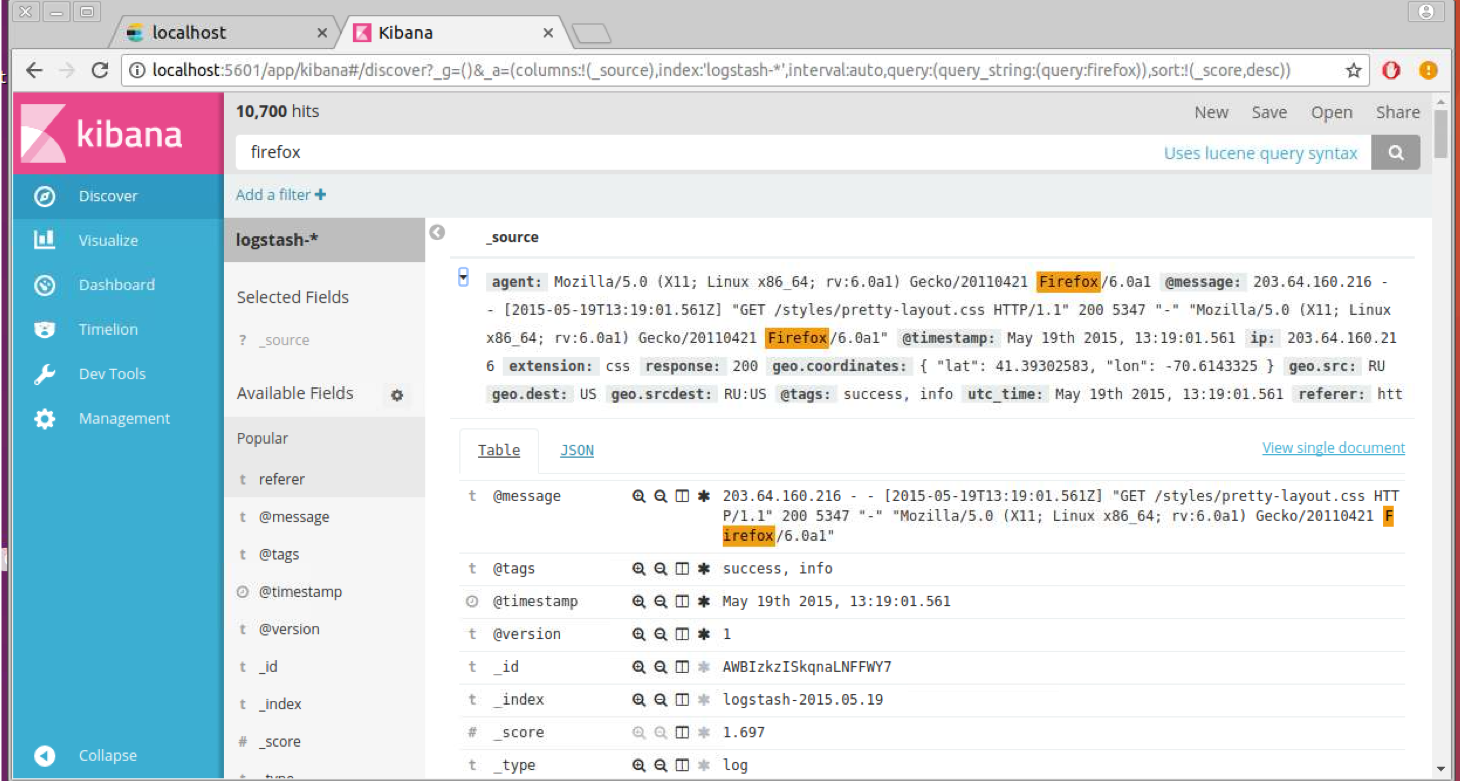 localhost
Kibana
localhost:5601/app/kibana#/discover?_g=()&_a=(columns:!(_source),index:'logstash-*',interval:auto,query:(query_string:(query:firefox)),sort:!(_score,desc))
kibana
10,700 hits
New Save Open Share
firefox
Uses lucene query syntax
Add a filter +
Discover
Visualize
Dashboard
Timelion
Dev Tools
Management
Collapse
logstash-*
Selected Fields
? _source
Available Fields
Popular
t referer
t @message
t @tags
@timestamp
t @version
t _id
t _index
# _score
t _type
_source
agent: Mozilla/5.0 (X11; Linux x86_64; rv:6.0a1) Gecko/20110421 Firefox/6.0a1 @message: 203.64.160.216 -
- [2015-05-19T13:19:01.561Z] "GET /styles/pretty-layout.css HTTP/1.1" 200 5347 "-" "Mozilla/5.0 (X11; Linux
x86_64; rv:6.0a1) Gecko/20110421 Firefox/6.0a1" @timestamp: May 19th 2015, 13:19:01.561 ip: 203.64.160.21
6 extension: css response: 200 geo.coordinates: { "lat": 41.39302583, "lon": -70.6143325 } geo.src: RU
geo.dest: US geo.srcdest: RU:US @tags: success, info utc_time: May 19th 2015, 13:19:01.561 referer: htt
Table JSON
View single document
t @message 203.64.160.216 - - [2015-05-19T13:19:01.561Z] "GET /styles/pretty-layout.css HTT
P/1.1" 200 5347 "-" "Mozilla/5.0 (X11; Linux x86_64; rv:6.0a1) Gecko/20110421 F
irefox/6.0a1"
t @tags success, info
@timestamp May 19th 2015, 13:19:01.561
t @version 1
t _id AWBIzkzISkqnaLNFFWY7
t _index logstash-2015.05.19
# _score 1.697
t _type log